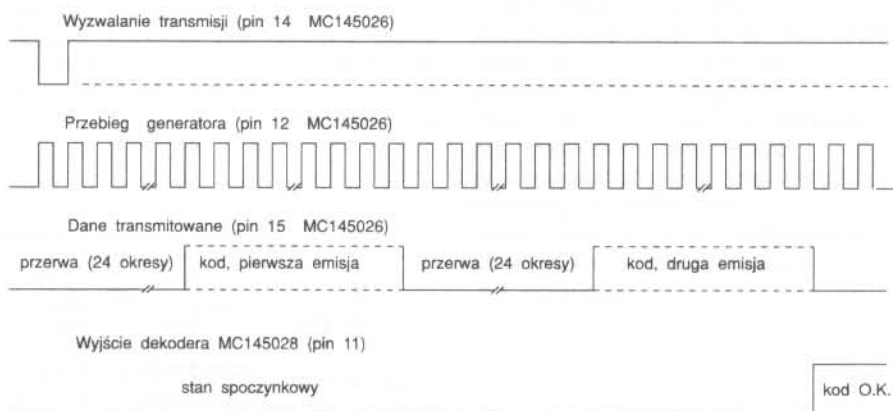 Wyzwalanie transmisji (pin 14 MC145026)
Przebieg generatora (pin 12 MC145026)
Dane transmitowane (pin 15 MC145026)
przerwa (24 okresy)
kod, pierwsza emisja
przerwa (24 okresy)
kod, druga emisja
Wyjście dekodera MC145028 (pin 11)
stan spoczynkowy
kod O.K.